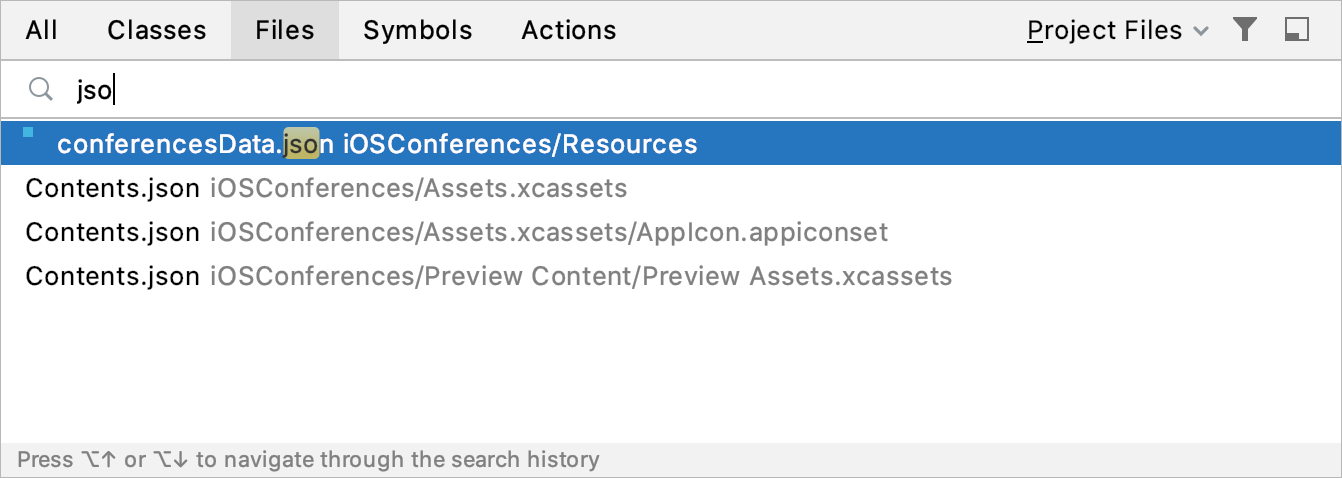 All Classes Files Symbols Actions Project Files
jso
conferencesData.json iOSConferences/Resources
Contents.json iOSConferences/Assets.xcassets
Contents.json iOSConferences/Assets.xcassets/AppIcon.appiconset
Contents.json iOSConferences/Preview Content/Preview Assets.xcassets
Press ⌥↑ or ⌥↓ to navigate through the search history